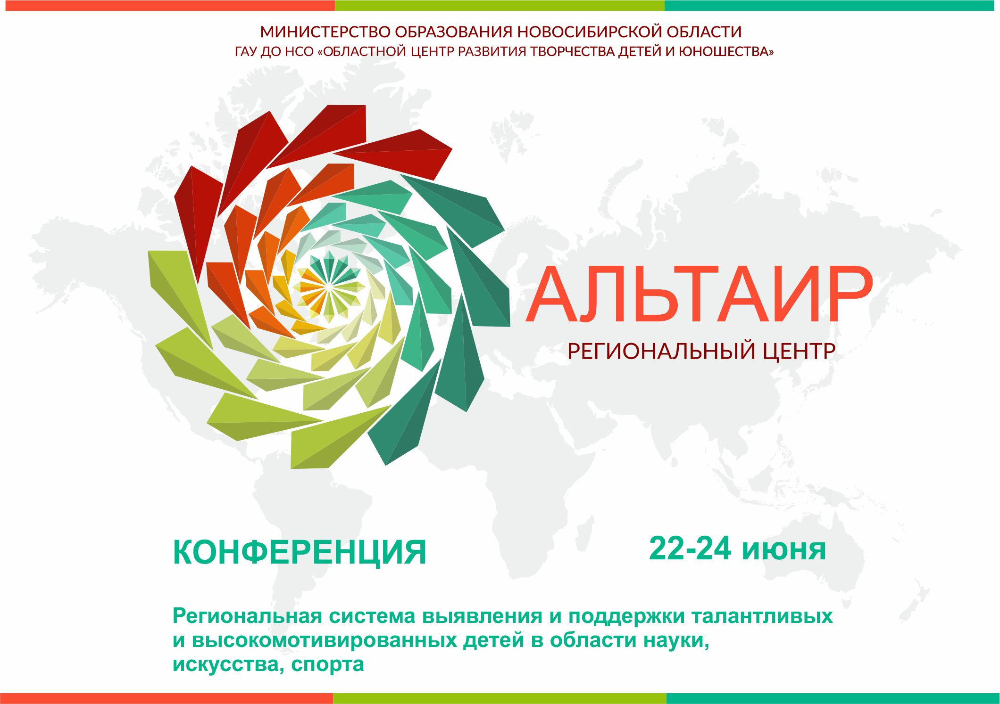 МИНИСТЕРСТВО ОБРАЗОВАНИЯ НОВОСИБИРСКОЙ ОБЛАСТИ
ГАУ ДО НСО «ОБЛАСТНОЙ ЦЕНТР РАЗВИТИЯ ТВОРЧЕСТВА ДЕТЕЙ И ЮНОШЕСТВА»
АЛЬТАИР
РЕГИОНАЛЬНЫЙ ЦЕНТР
КОНФЕРЕНЦИЯ
22-24 июня
Региональная система выявления и поддержки талантливых
и высокомотивированных детей в области науки,
искусства, спорта